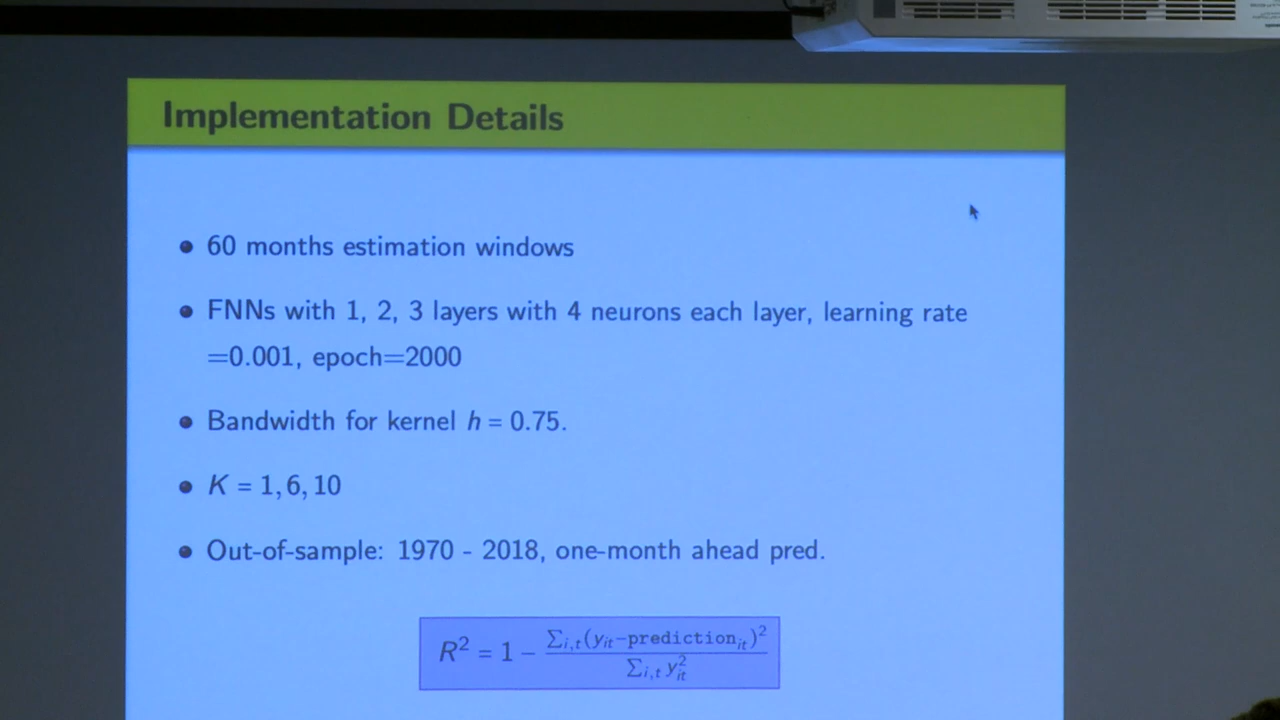 Implementation Details
60 months estimation windows
FNNs with 1, 2, 3 layers with 4 neurons each layer, learning rate
=0.001, epoch=2000
Bandwidth for kernel h = 0.75.
K = 1, 6, 10
Out-of-sample: 1970 - 2018, one-month ahead pred.
R² = 1 − ∑i,t(yit−predictionit)² / ∑i,t y²it